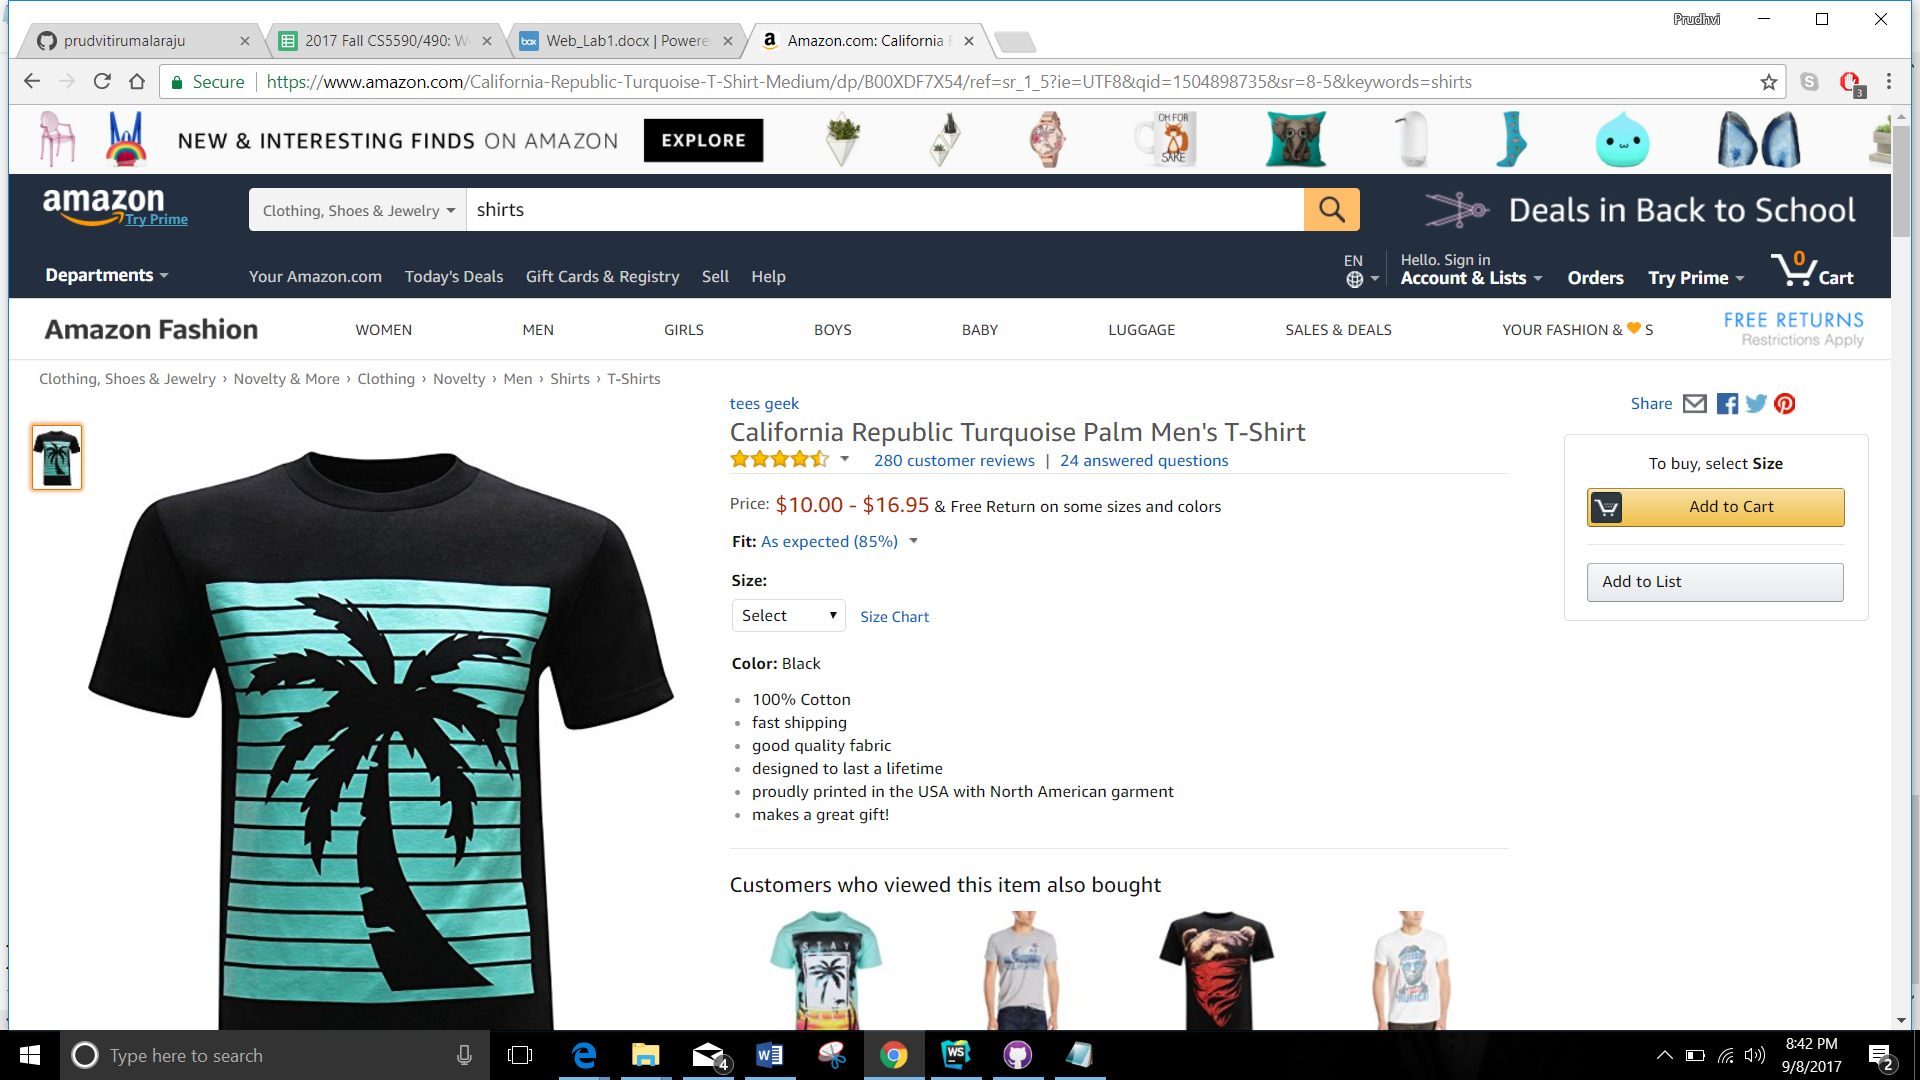 Prudhvi
prudvitirumalaraju
2017 Fall CS5590/490: W
Web_Lab1.docx | Powere
Amazon.com: California
Secure
https://www.amazon.com/California-Republic-Turquoise-T-Shirt-Medium/dp/B00XDF7X54/ref=sr_1_5?ie=UTF8&qid=1504898735&sr=8-5&keywords=shirts
3
NEW & INTERESTING FINDS ON AMAZON
EXPLORE
OH FOR
SAKE
amazon
Try Prime
Clothing, Shoes & Jewelry
shirts
Deals in Back to School
Departments
Your Amazon.com
Today's Deals
Gift Cards & Registry
Sell
Help
EN
Hello. Sign in
Account & Lists
Orders
Try Prime
0
Cart
Amazon Fashion
WOMEN
MEN
GIRLS
BOYS
BABY
LUGGAGE
SALES & DEALS
YOUR FASHION & 🧡 S
FREE RETURNS
Restrictions Apply
Clothing, Shoes & Jewelry › Novelty & More › Clothing › Novelty › Men › Shirts › T-Shirts
tees geek
California Republic Turquoise Palm Men's T-Shirt
280 customer reviews | 24 answered questions
Price: $10.00 - $16.95 & Free Return on some sizes and colors
Fit: As expected (85%)
Size:
Select
Size Chart
Color: Black
100% Cotton
fast shipping
good quality fabric
designed to last a lifetime
proudly printed in the USA with North American garment
makes a great gift!
Share
To buy, select Size
Add to Cart
Add to List
Customers who viewed this item also bought
STAY
Type here to search
4
WS
8:42 PM
9/8/2017
2